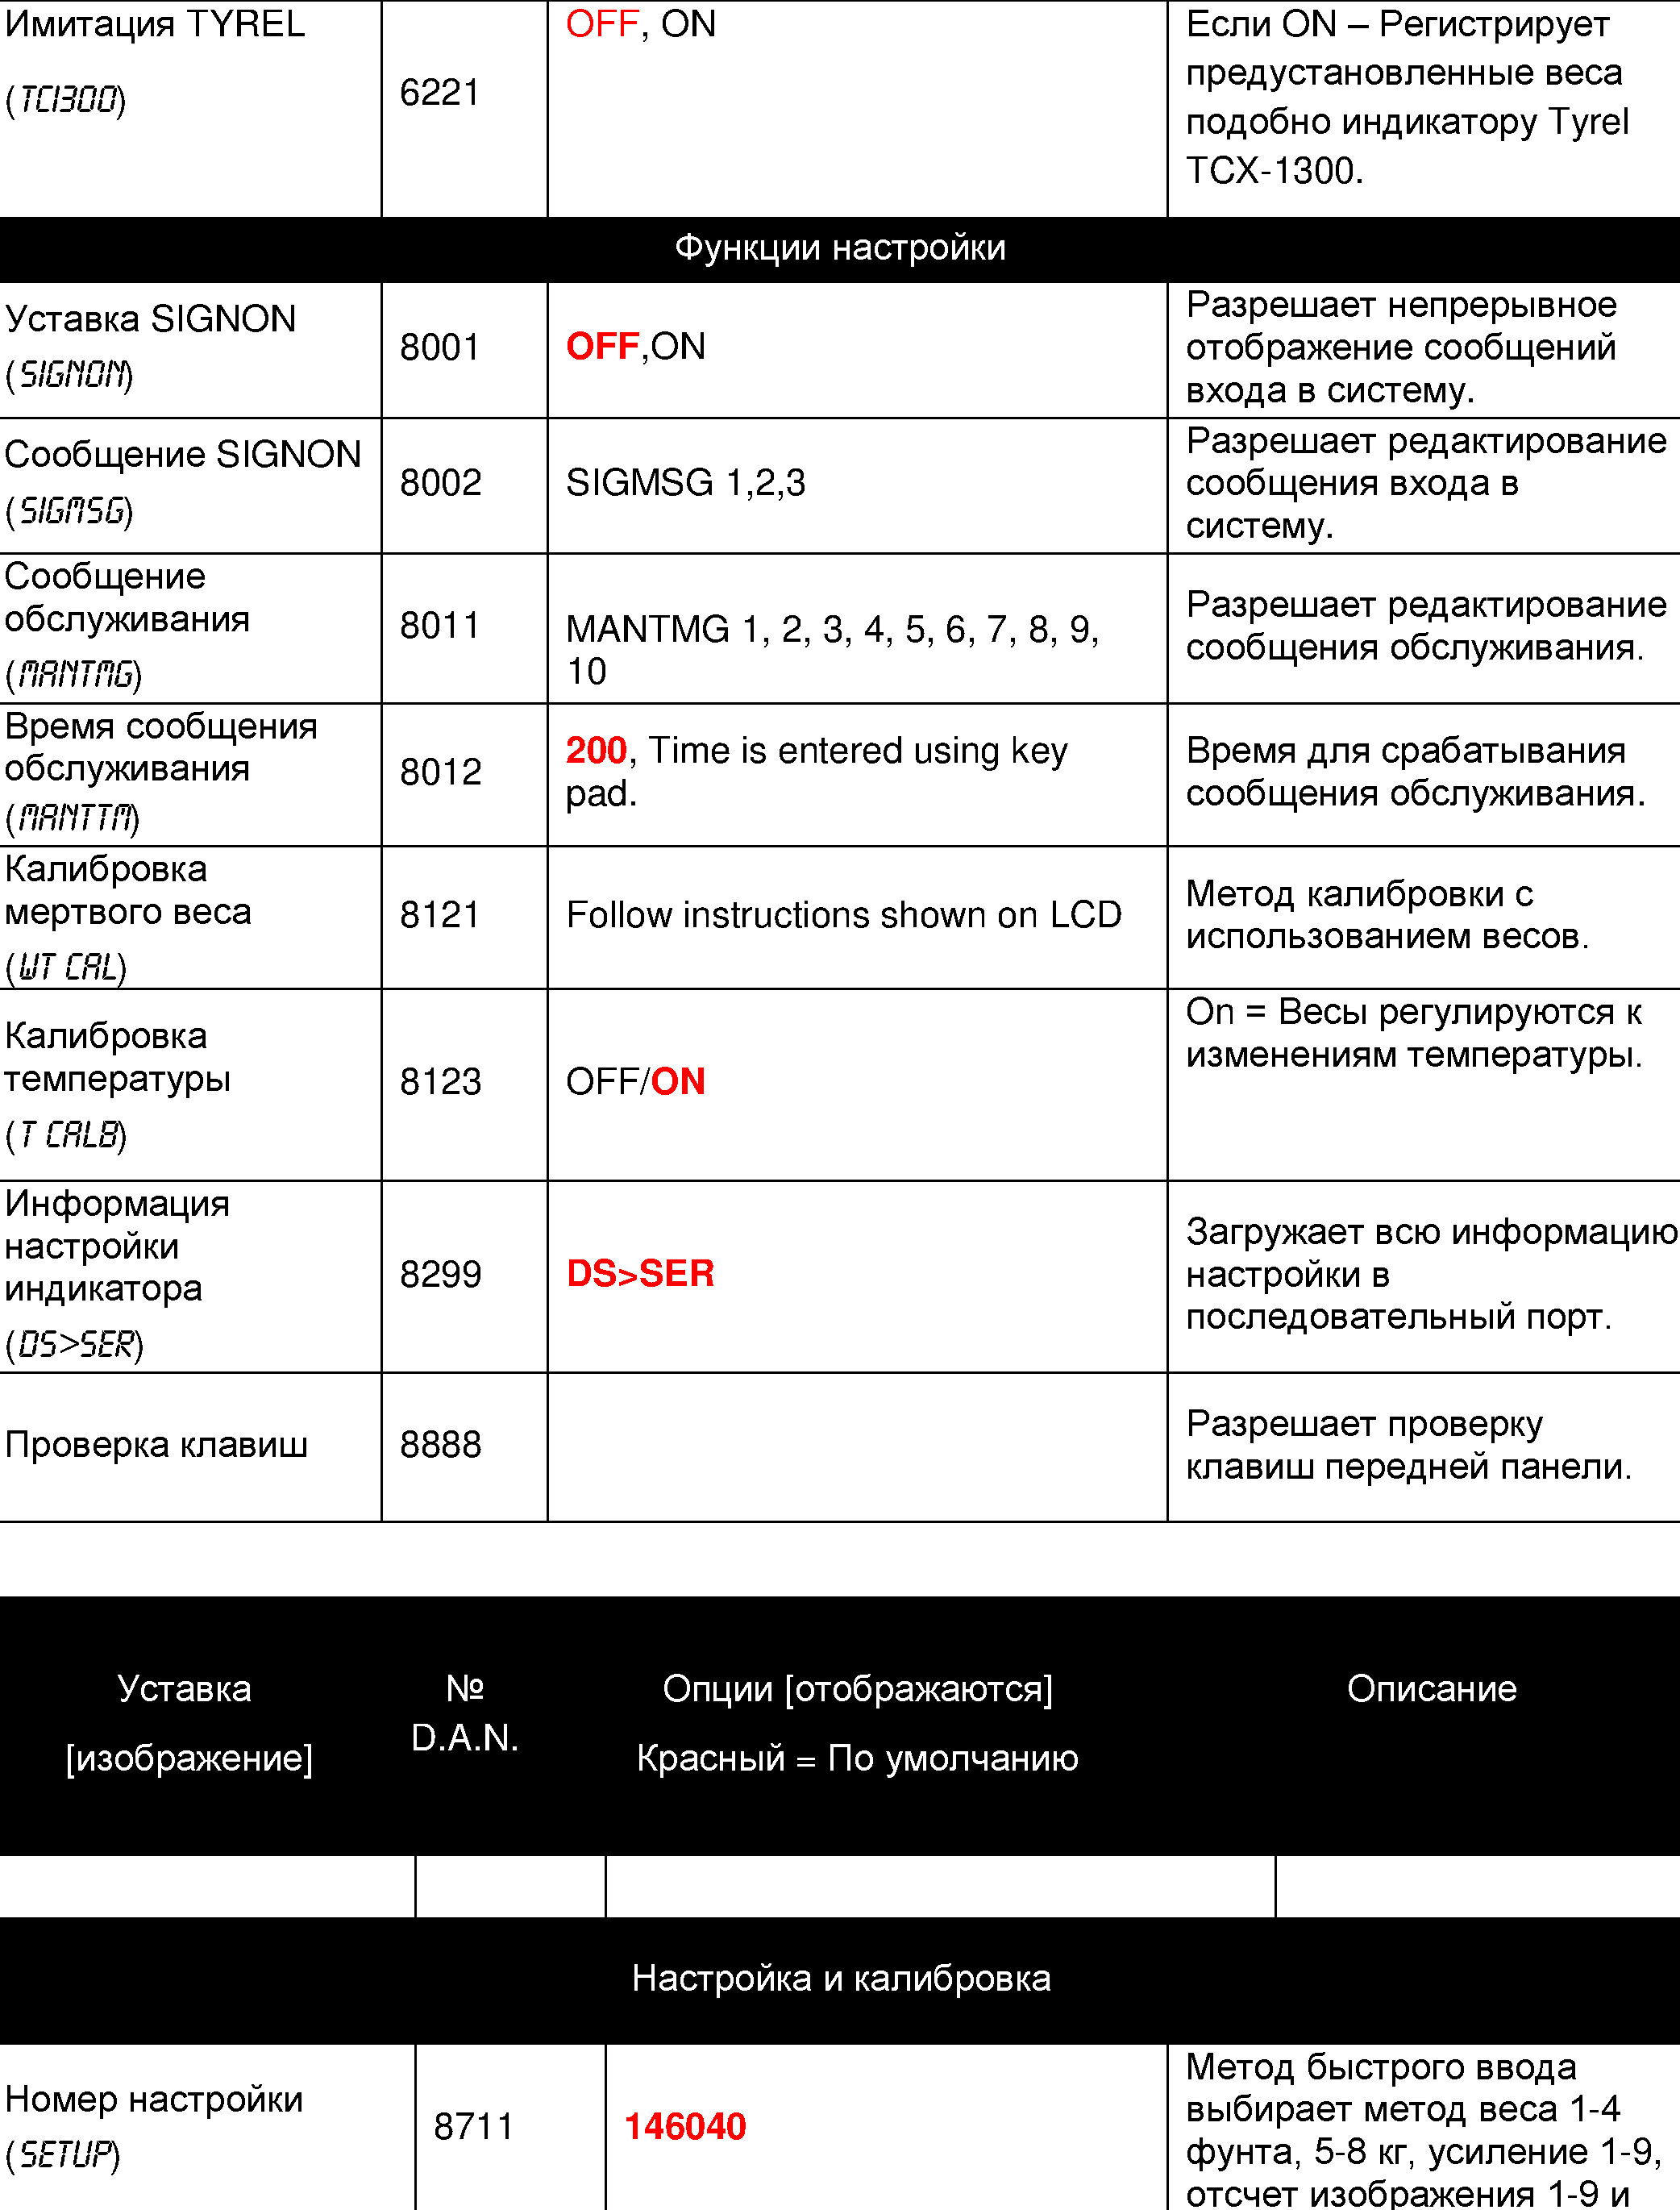 Имитация TYREL
(TC1300)
6221
OFF, ON
Если ON – Регистрирует
предустановленные веса
подобно индикатору Tyrel
TCX-1300.
Функции настройки
Уставка SIGNON
(SIGNON)
8001
OFF,ON
Разрешает непрерывное
отображение сообщений
входа в систему.
Сообщение SIGNON
(SIGMSG)
8002
SIGMSG 1,2,3
Разрешает редактирование
сообщения входа в
систему.
Сообщение
обслуживания
(MANTMG)
8011
MANTMG 1, 2, 3, 4, 5, 6, 7, 8, 9,
10
Разрешает редактирование
сообщения обслуживания.
Время сообщения
обслуживания
(MANTTM)
8012
200, Time is entered using key
pad.
Время для срабатывания
сообщения обслуживания.
Калибровка
мертвого веса
(WT CAL)
8121
Follow instructions shown on LCD
Метод калибровки с
использованием весов.
Калибровка
температуры
(T CALB)
8123
OFF/ON
On = Весы регулируются к
изменениям температуры.
Информация
настройки
индикатора
(DS>SER)
8299
DS>SER
Загружает всю информацию
настройки в
последовательный порт.
Проверка клавиш
8888
Разрешает проверку
клавиш передней панели.
Уставка
[изображение]
№
D.A.N.
Опции [отображаются]
Красный = По умолчанию
Описание
Настройка и калибровка
Номер настройки
(SETUP)
8711
146040
Метод быстрого ввода
выбирает метод веса 1-4
фунта, 5-8 кг, усиление 1-9,
отсчет изображения 1-9 и